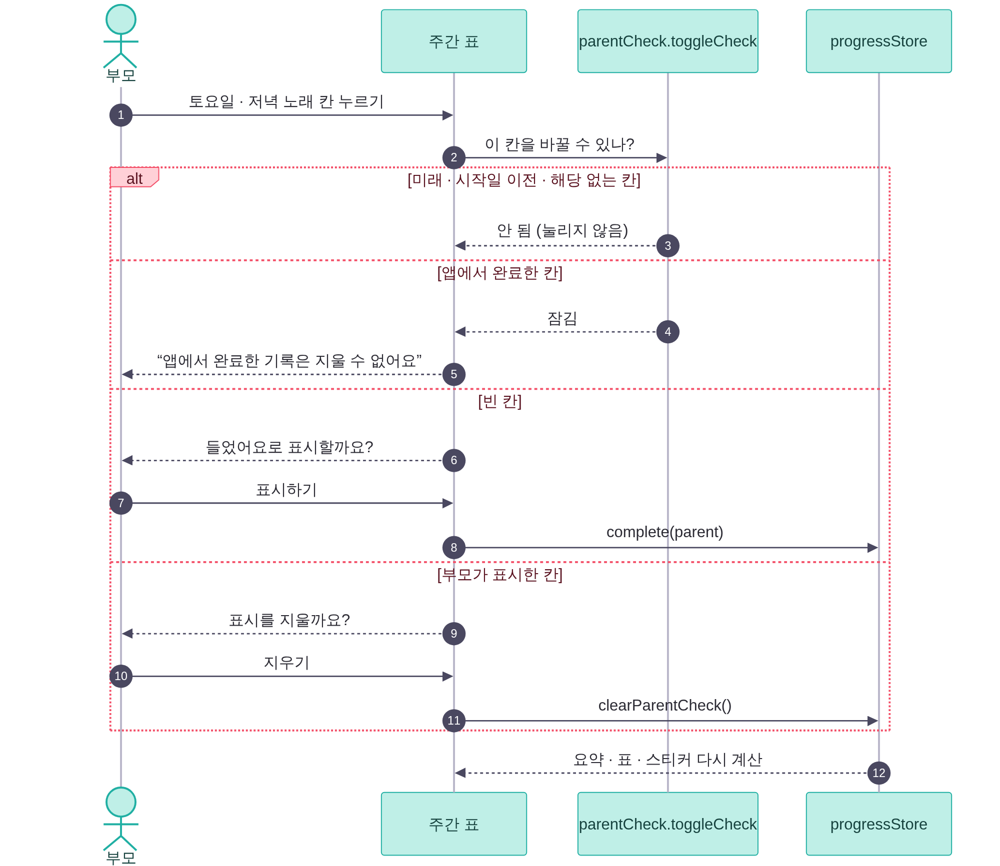 부모
주간 표
parentCheck.toggleCheck
progressStore
토요일 · 저녁 노래 칸 누르기
1
이 칸을 바꿀 수 있나?
2
alt
[미래 · 시작일 이전 · 해당 없는 칸]
안 됨 (눌리지 않음)
3
[앱에서 완료한 칸]
잠김
4
“앱에서 완료한 기록은 지울 수 없어요”
5
[빈 칸]
들었어요로 표시할까요?
6
표시하기
7
complete(parent)
8
[부모가 표시한 칸]
표시를 지울까요?
9
지우기
10
clearParentCheck()
11
요약 · 표 · 스티커 다시 계산
12
부모
주간 표
parentCheck.toggleCheck
progressStore